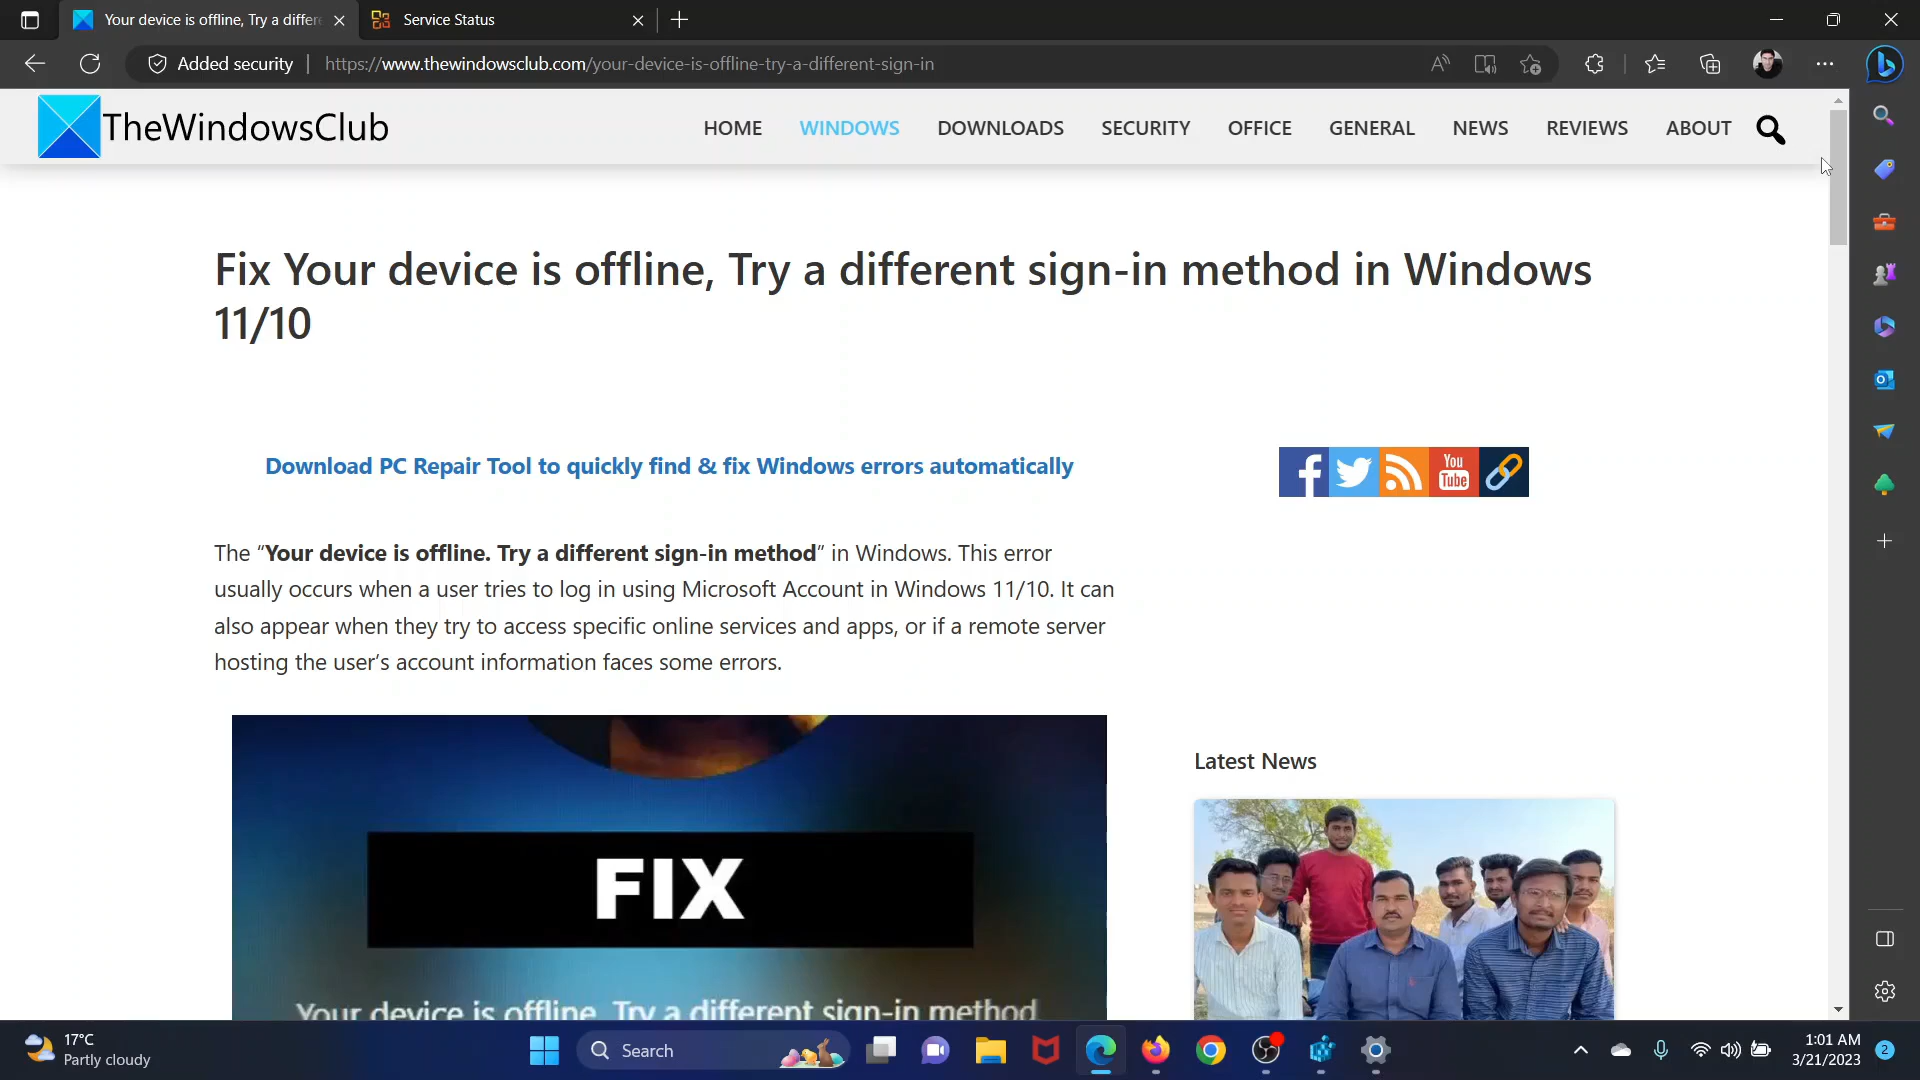 Your device is offline, Try a differe
Service Status
Added security
https://www.thewindowsclub.com/your-device-is-offline-try-a-different-sign-in
TheWindowsClub
HOME
WINDOWS
DOWNLOADS
SECURITY
OFFICE
GENERAL
NEWS
REVIEWS
ABOUT
Fix Your device is offline, Try a different sign-in method in Windows
11/10
Download PC Repair Tool to quickly find & fix Windows errors automatically
You
Tube
The “Your device is offline. Try a different sign-in method” in Windows. This error
usually occurs when a user tries to log in using Microsoft Account in Windows 11/10. It can
also appear when they try to access specific online services and apps, or if a remote server
hosting the user’s account information faces some errors.
Latest News
FIX
Your device is offline. Try a different sign-in method
17°C
Partly cloudy
Search
1:01 AM
3/21/2023
2